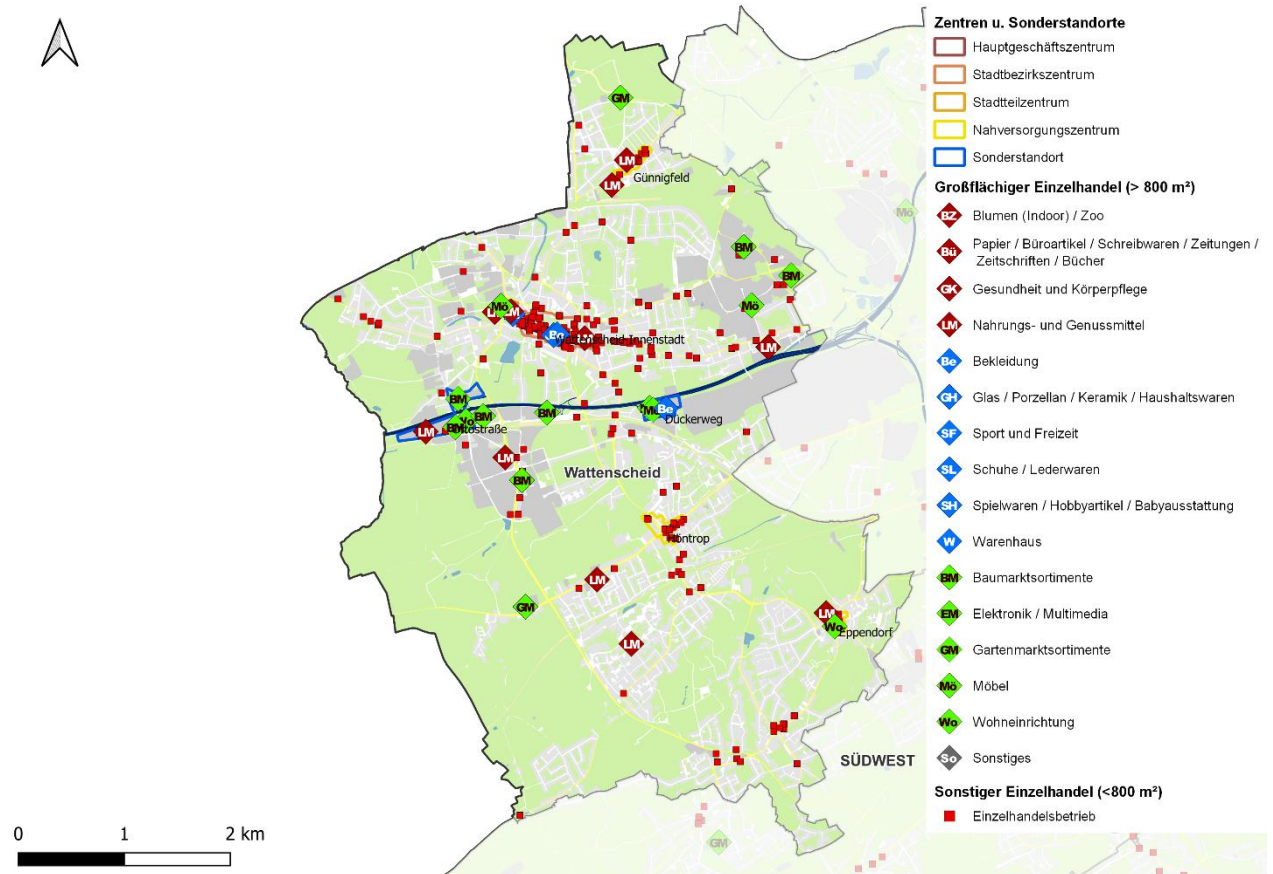 Zentren u. Sonderstandorte
Hauptgeschäftszentrum
Stadtbezirkszentrum
Stadtteilzentrum
Nahversorgungszentrum
Sonderstandort
Großflächiger Einzelhandel (> 800 m²)
BZ Blumen (Indoor) / Zoo
Bü Papier / Büroartikel / Schreibwaren / Zeitungen /
Zeitschriften / Bücher
GK Gesundheit und Körperpflege
LM Nahrungs- und Genussmittel
Be Bekleidung
GH Glas / Porzellan / Keramik / Haushaltswaren
SF Sport und Freizeit
SL Schuhe / Lederwaren
SH Spielwaren / Hobbyartikel / Babyausstattung
W Warenhaus
BM Baumarktsortimente
EM Elektronik / Multimedia
GM Gartenmarktsortimente
Mö Möbel
Wo Wohneinrichtung
So Sonstiges
Sonstiger Einzelhandel (<800 m²)
Einzelhandelsbetrieb
GM
LM
Günnigfeld
LM
Mö
BM
BM
Mö
Mö
Wattenscheid-Innenstadt
LM
BM
Be
BM
BM
Dückerweg
LM
BM
Ottostraße
LM
Wattenscheid
BM
Höntrop
LM
GM
LM
Wo
Eppendorf
LM
SÜDWEST
GM
0 1 2 km